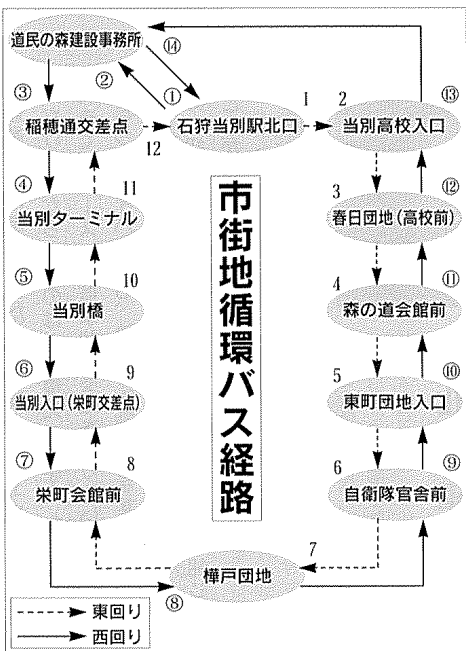 道民の森建設事務所
⑭
②
①
③
1
2
⑬
稲穂通交差点
石狩当別駅北口
当別高校入口
12
④
11
3
⑫
当別ターミナル
春日団地(高校前)
⑤
10
4
⑪
当別橋
森の道会館前
⑥
9
5
⑩
当別入口(栄町交差点)
東町団地入口
⑦
8
6
⑨
栄町会館前
自衛隊官舎前
7
樺戸団地
⑧
市街地循環バス経路
東回り
西回り